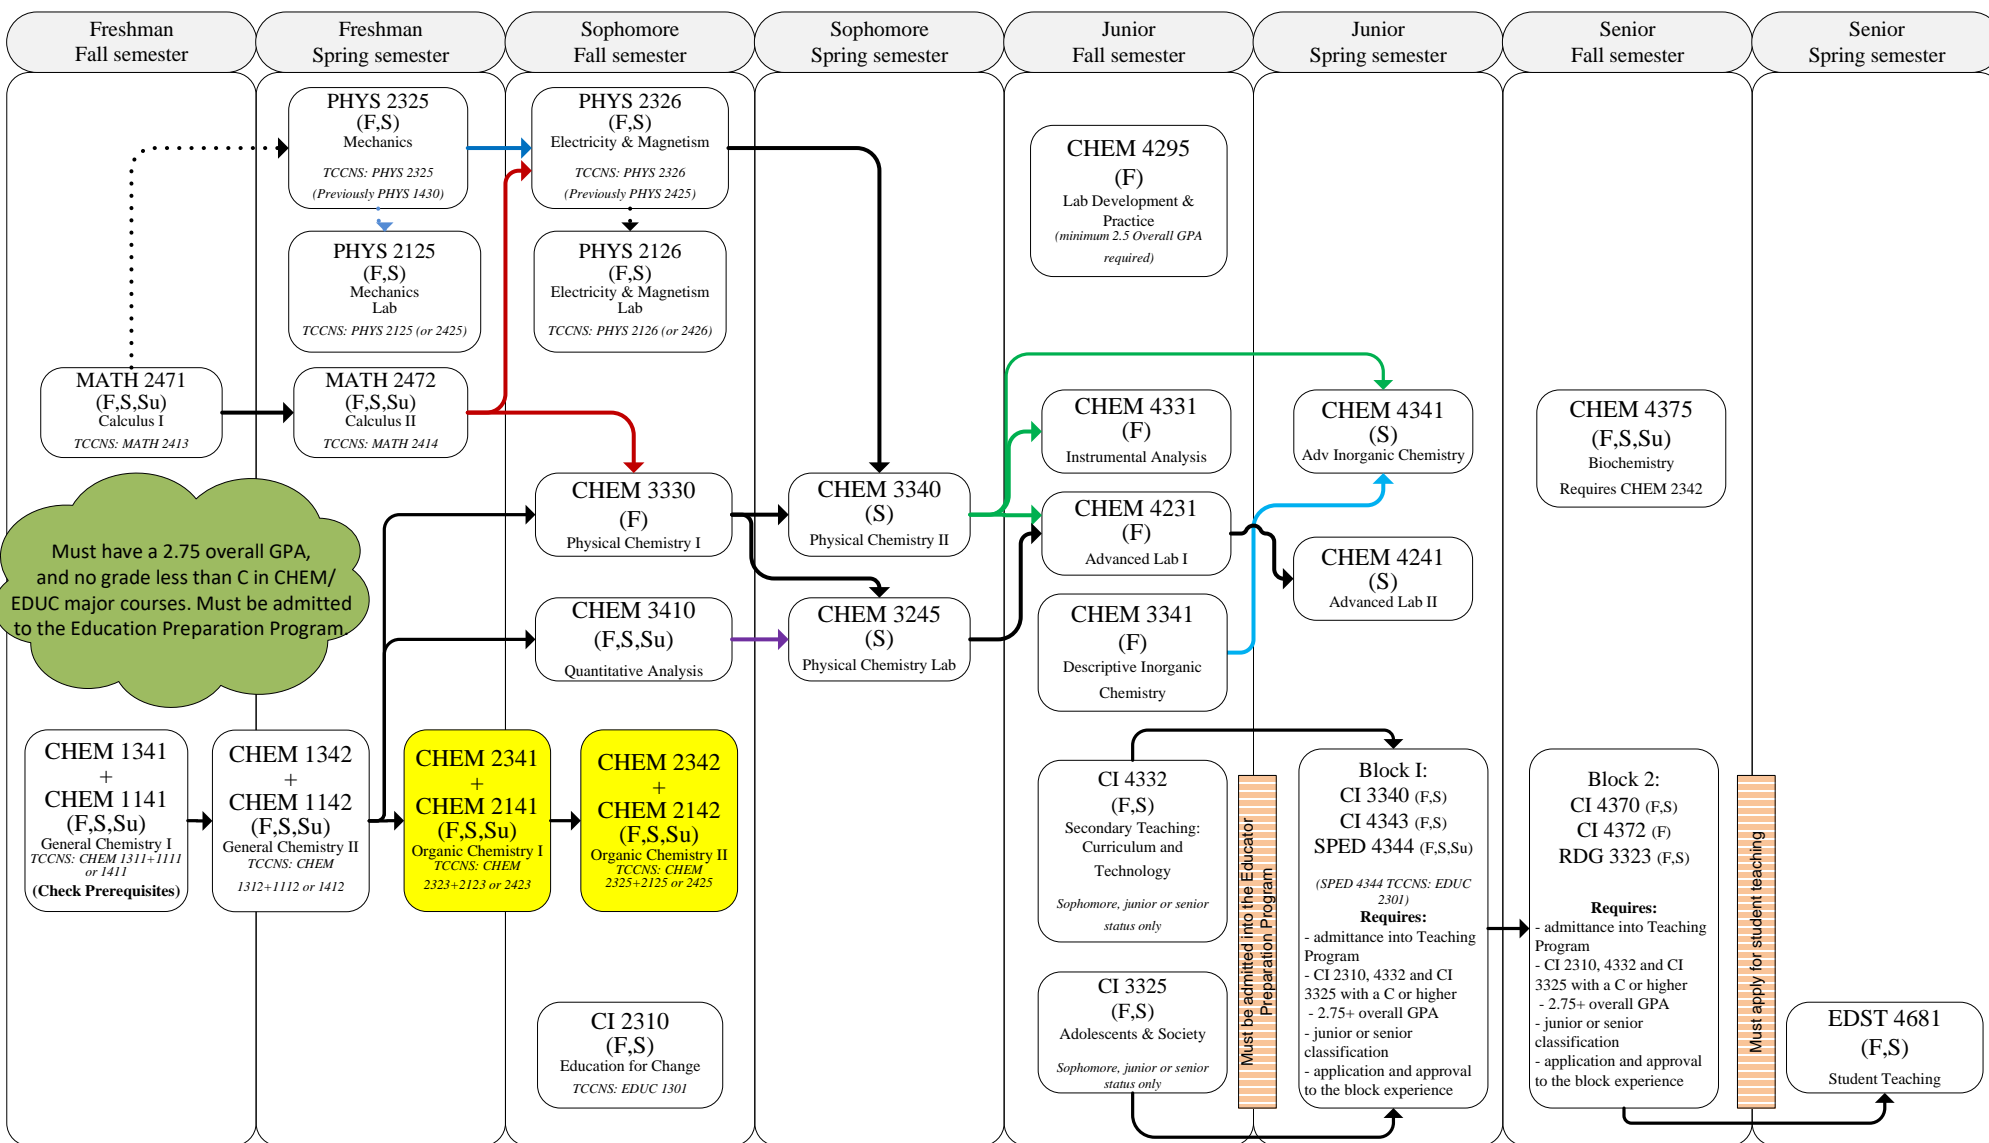 Freshman
Fall semester
Freshman
Spring semester
Sophomore
Fall semester
Sophomore
Spring semester
Junior
Fall semester
Junior
Spring semester
Senior
Fall semester
Senior
Spring semester
PHYS 2325
(F,S)
Mechanics
TCCNS: PHYS 2325
(Previously PHYS 1430)
PHYS 2326
(F,S)
Electricity & Magnetism
TCCNS: PHYS 2326
(Previously PHYS 2425)
CHEM 4295
(F)
Lab Development &
Practice
(minimum 2.5 Overall GPA
required)
PHYS 2125
(F,S)
Mechanics
Lab
TCCNS: PHYS 2125 (or 2425)
PHYS 2126
(F,S)
Electricity & Magnetism
Lab
TCCNS: PHYS 2126 (or 2426)
MATH 2471
(F,S,Su)
Calculus I
TCCNS: MATH 2413
MATH 2472
(F,S,Su)
Calculus II
TCCNS: MATH 2414
CHEM 4331
(F)
Instrumental Analysis
CHEM 4341
(S)
Adv Inorganic Chemistry
CHEM 4375
(F,S,Su)
Biochemistry
Requires CHEM 2342
Must have a 2.75 overall GPA,
and no grade less than C in CHEM/
EDUC major courses. Must be admitted
to the Education Preparation Program.
CHEM 3330
(F)
Physical Chemistry I
CHEM 3340
(S)
Physical Chemistry II
CHEM 4231
(F)
Advanced Lab I
CHEM 4241
(S)
Advanced Lab II
CHEM 3410
(F,S,Su)
Quantitative Analysis
CHEM 3245
(S)
Physical Chemistry Lab
CHEM 3341
(F)
Descriptive Inorganic
Chemistry
CHEM 1341
+
CHEM 1141
(F,S,Su)
General Chemistry I
TCCNS: CHEM 1311+1111
or 1411
(Check Prerequisites)
CHEM 1342
+
CHEM 1142
(F,S,Su)
General Chemistry II
TCCNS: CHEM
1312+1112 or 1412
CHEM 2341
+
CHEM 2141
(F,S,Su)
Organic Chemistry I
TCCNS: CHEM
2323+2123 or 2423
CHEM 2342
+
CHEM 2142
(F,S,Su)
Organic Chemistry II
TCCNS: CHEM
2325+2125 or 2425
CI 4332
(F,S)
Secondary Teaching:
Curriculum and
Technology
Sophomore, junior or senior
status only
Must be admitted into the Educator
Preparation Program
Block I:
CI 3340 (F,S)
CI 4343 (F,S)
SPED 4344 (F,S,Su)
(SPED 4344 TCCNS: EDUC
2301)
Requires:
- admittance into Teaching
Program
- CI 2310, 4332 and CI
3325 with a C or higher
- 2.75+ overall GPA
- junior or senior
classification
- application and approval
to the block experience
Block 2:
CI 4370 (F,S)
CI 4372 (F)
RDG 3323 (F,S)
Requires:
- admittance into Teaching
Program
- CI 2310, 4332 and CI
3325 with a C or higher
- 2.75+ overall GPA
- junior or senior
classification
- application and approval
to the block experience
Must apply for student teaching
CI 2310
(F,S)
Education for Change
TCCNS: EDUC 1301
CI 3325
(F,S)
Adolescents & Society
Sophomore, junior or senior
status only
EDST 4681
(F,S)
Student Teaching